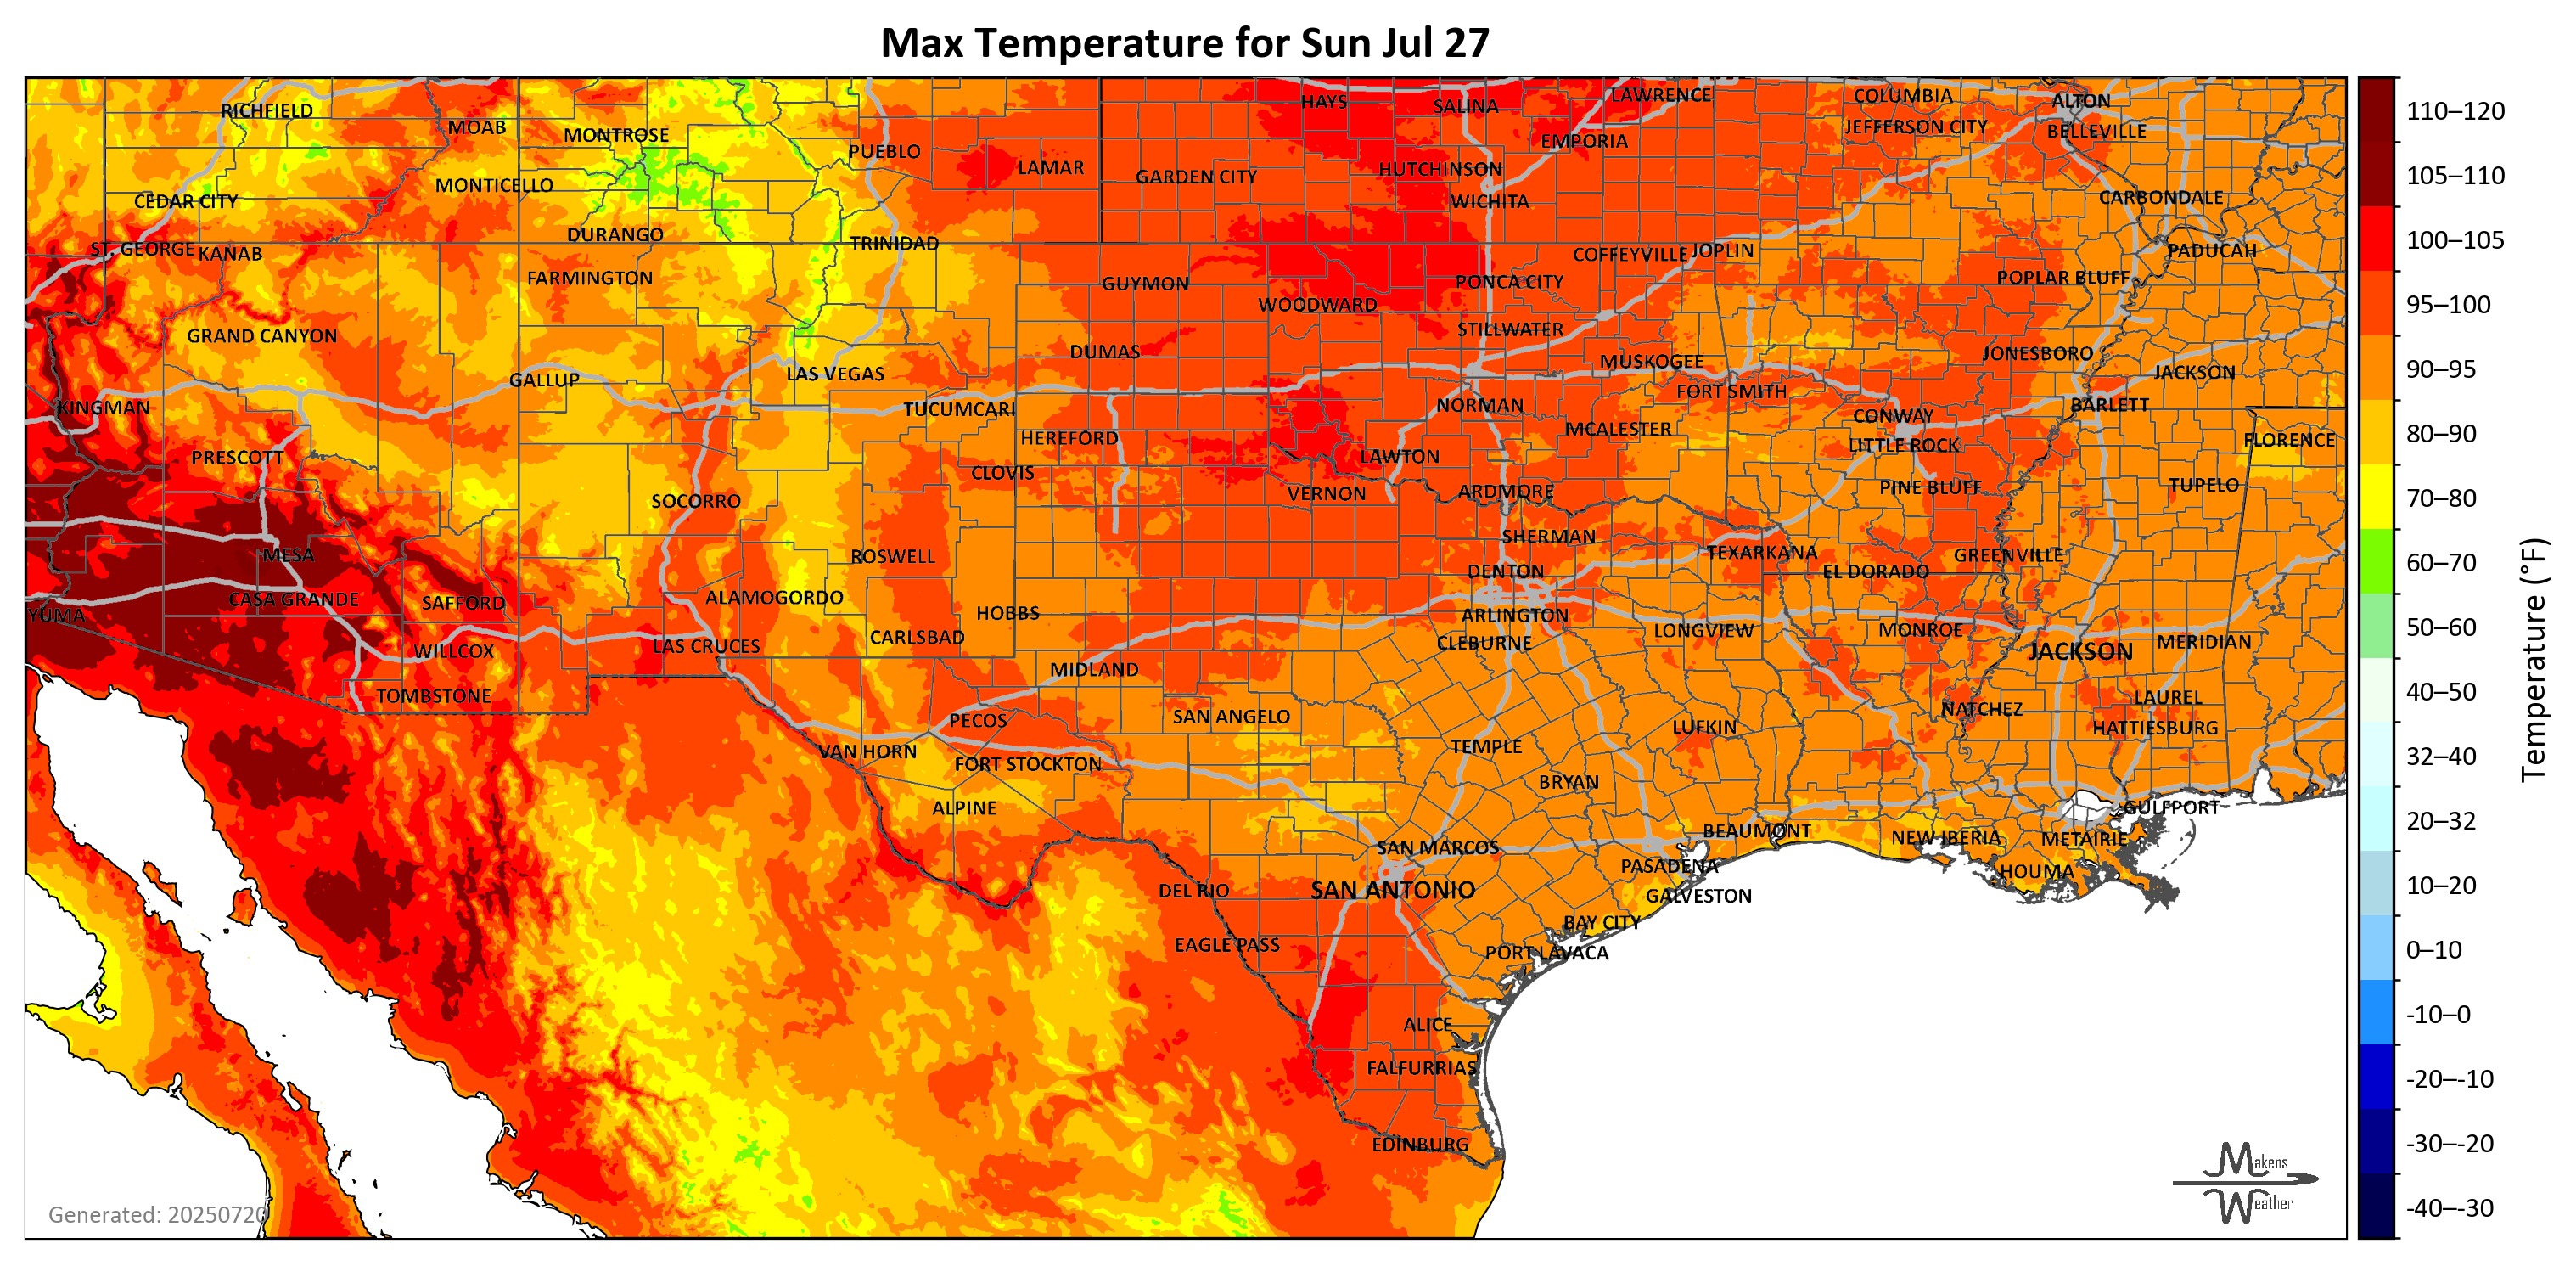 Max Temperature for Sun Jul 27
RICHFIELD
MOAB
MONTROSE
PUEBLO
LAMAR
HAYS
SALINA
LAWRENCE
EMPORIA
COLUMBIA
JEFFERSON CITY
ALTON
BELLEVILLE
CEDAR CITY
MONTICELLO
GARDEN CITY
HUTCHINSON
WICHITA
CARBONDALE
ST. GEORGE
KANAB
DURANGO
TRINIDAD
COFFEYVILLE
JOPLIN
PADUCAH
FARMINGTON
GUYMON
WOODWARD
PONCA CITY
POPLAR BLUFF
GRAND CANYON
DUMAS
STILLWATER
MUSKOGEE
JONESBORO
GALLUP
LAS VEGAS
FORT SMITH
JACKSON
KINGMAN
TUCUMCARI
NORMAN
CONWAY
BARLETT
HEREFORD
MCALESTER
LITTLE ROCK
FLORENCE
PRESCOTT
CLOVIS
LAWTON
SOCORRO
VERNON
ARDMORE
PINE BLUFF
TUPELO
MESA
ROSWELL
SHERMAN
TEXARKANA
GREENVILLE
DENTON
EL DORADO
YUMA
CASA GRANDE
SAFFORD
ALAMOGORDO
HOBBS
ARLINGTON
WILLCOX
LAS CRUCES
CARLSBAD
CLEBURNE
LONGVIEW
MONROE
JACKSON
MERIDIAN
TOMBSTONE
MIDLAND
PECOS
SAN ANGELO
LUFKIN
NATCHEZ
LAUREL
HATTIESBURG
VAN HORN
FORT STOCKTON
TEMPLE
ALPINE
BRYAN
GULFPORT
SAN MARCOS
BEAUMONT
NEW IBERIA
METAIRIE
PASADENA
HOUMA
DEL RIO
SAN ANTONIO
GALVESTON
EAGLE PASS
BAY CITY
PORT LAVACA
ALICE
FALFURRIAS
EDINBURG
Generated: 20250720
Makens
Weather
110–120
105–110
100–105
95–100
90–95
80–90
70–80
60–70
50–60
40–50
32–40
20–32
10–20
0–10
-10–0
-20–-10
-30–-20
-40–-30
Temperature (°F)